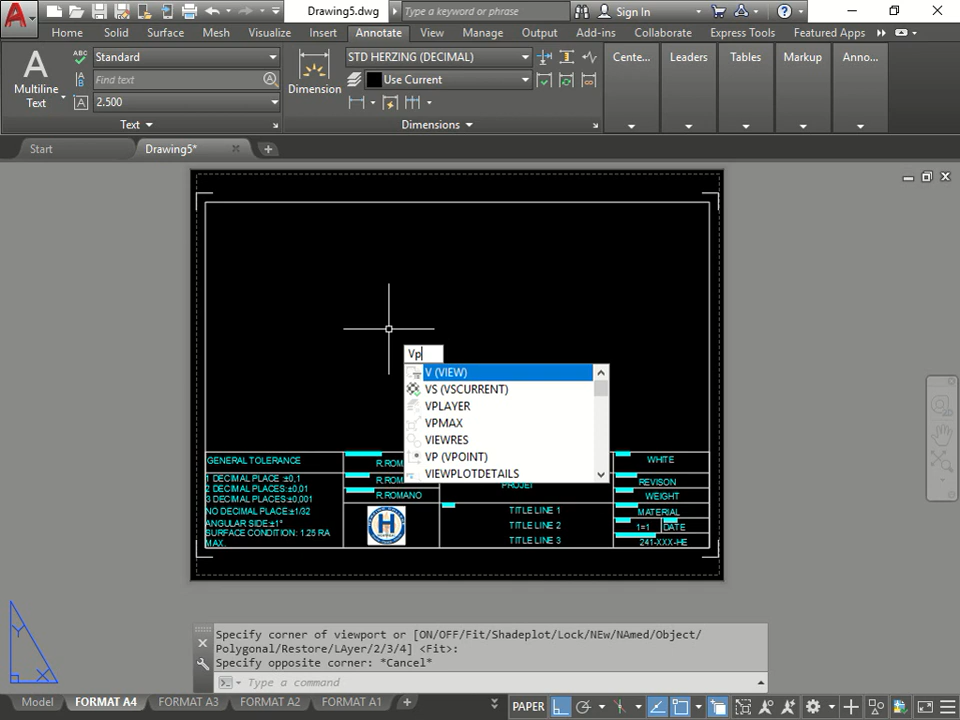 Drawing5.dwg
Type a keyword or phrase
Sign In
Home Solid Surface Mesh Visualize Insert Annotate View Manage Output Add-ins Collaborate Express Tools Featured Apps
Multiline
Text
ABC
Standard
Find text
2.500
Text
Dimension
STD HERZING (DECIMAL)
Use Current
Dimensions
Cente...
Leaders
Tables
Markup
Anno...
Start
Drawing5*
Vp
V (VIEW)
VS (VSCURRENT)
VPLAYER
VPMAX
VIEWRES
VP (VPOINT)
VIEWPLOTDETAILS
GENERAL TOLERANCE
1 DECIMAL PLACE :±0,1
2 DECIMAL PLACES:±0,01
3 DECIMAL PLACES:±0,001
NO DECIMAL PLACE:±1/32
ANGULAR SIDE:±1°
SURFACE CONDITION: 1.25 RA
MAX.
R.ROM
R.ROM
R.ROMANO
H
PROJET
TITLE LINE 1
TITLE LINE 2
TITLE LINE 3
WHITE
REVISON
WEIGHT
MATERIAL
1=1 DATE
241-XXX-HE
Y
X
Specify corner of viewport or [ON/OFF/Fit/Shadeplot/Lock/NEw/NAmed/Object/
Polygonal/Restore/LAyer/2/3/4] <Fit>:
Specify opposite corner: *Cancel*
Type a command
Model FORMAT A4 FORMAT A3 FORMAT A2 FORMAT A1
PAPER